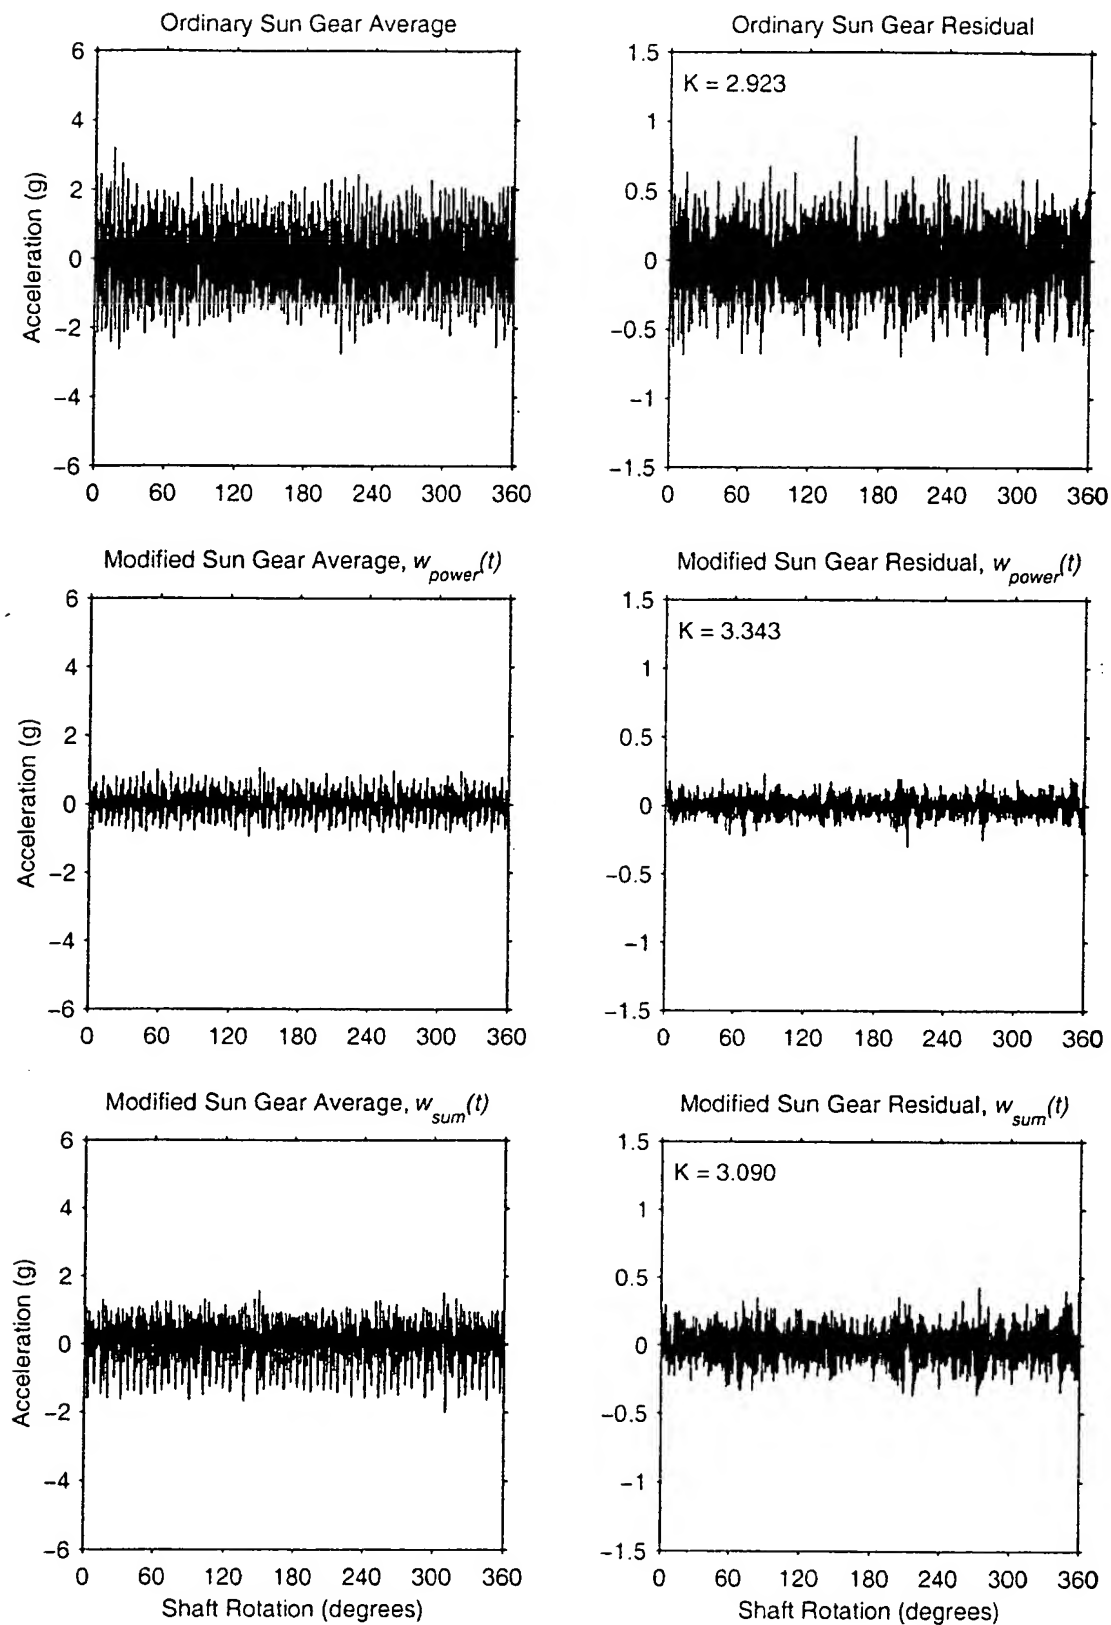 Ordinary Sun Gear Average
6
4
2
0
−2
−4
−6
Acceleration (g)
0 60 120 180 240 300 360
Ordinary Sun Gear Residual
K = 2.923
1.5
1
0.5
0
−0.5
−1
−1.5
0 60 120 180 240 300 360
Modified Sun Gear Average, w_power(t)
6
4
2
0
−2
−4
−6
Acceleration (g)
0 60 120 180 240 300 360
Modified Sun Gear Residual, w_power(t)
K = 3.343
1.5
1
0.5
0
−0.5
−1
−1.5
0 60 120 180 240 300 360
Modified Sun Gear Average, w_sum(t)
6
4
2
0
−2
−4
−6
Acceleration (g)
0 60 120 180 240 300 360
Shaft Rotation (degrees)
Modified Sun Gear Residual, w_sum(t)
K = 3.090
1.5
1
0.5
0
−0.5
−1
−1.5
0 60 120 180 240 300 360
Shaft Rotation (degrees)